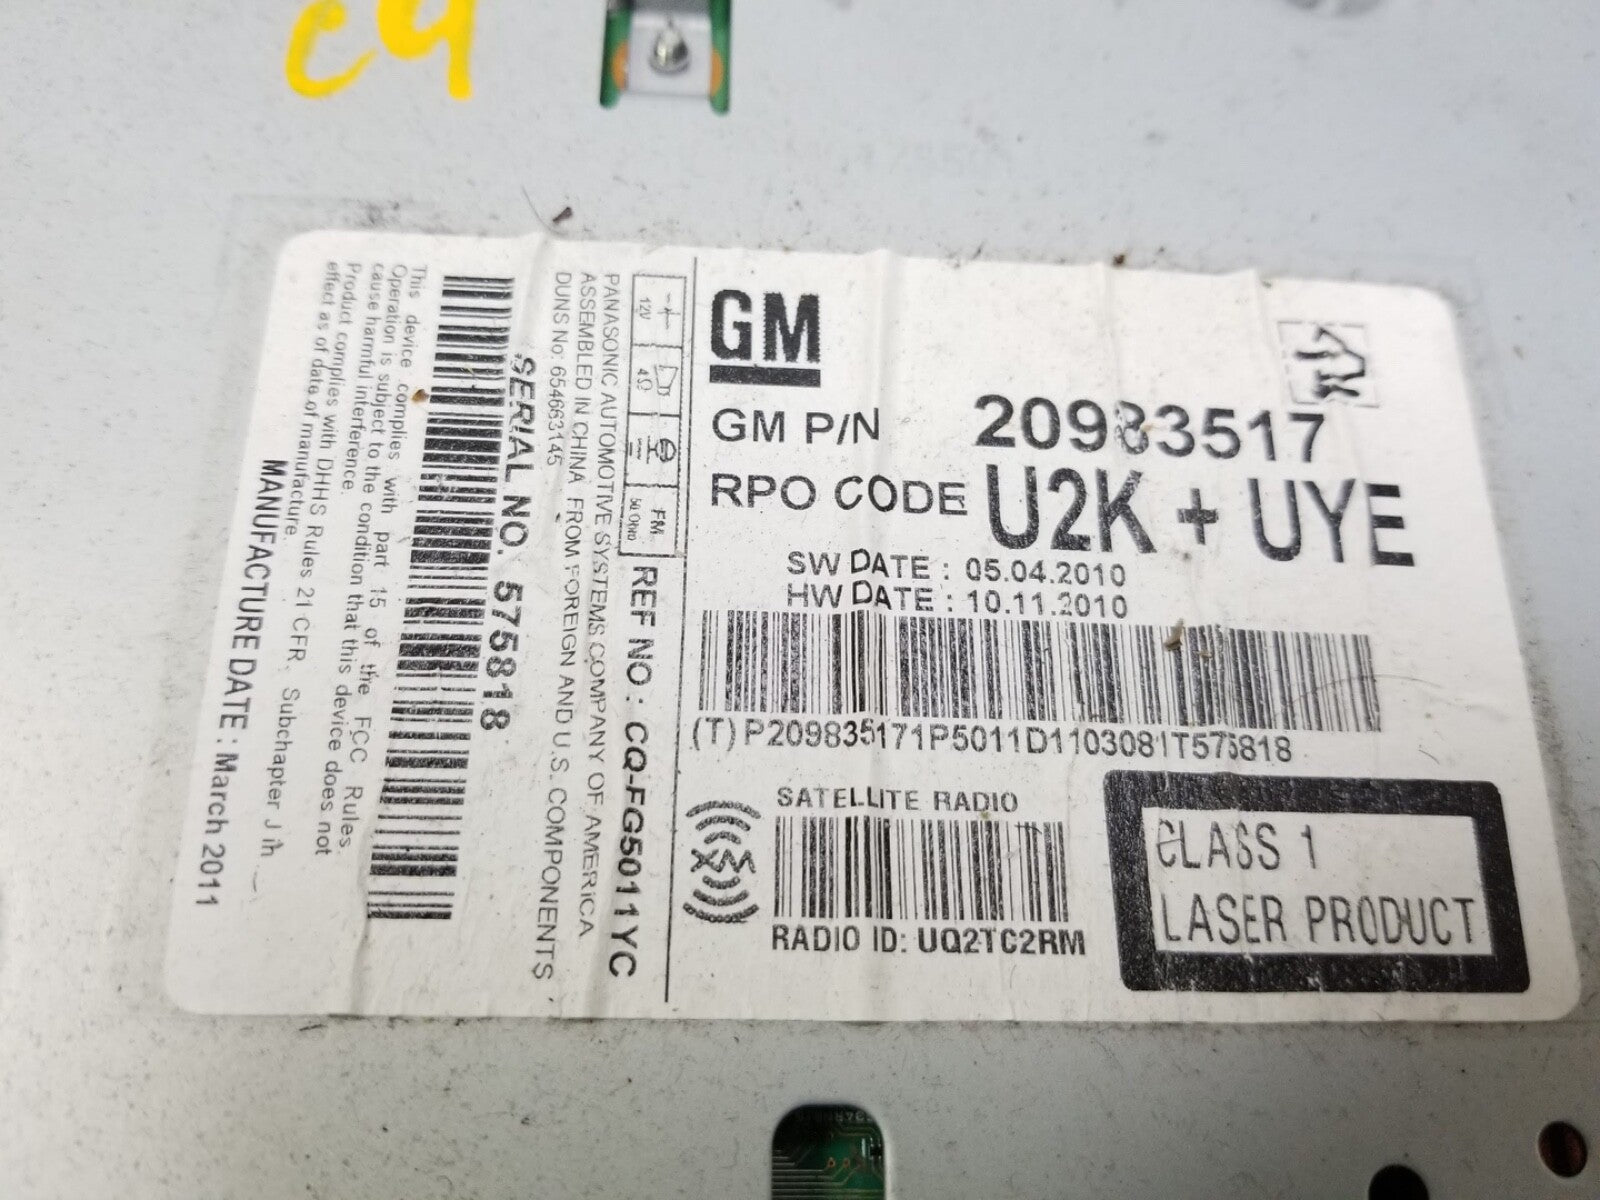 e4
GM
GM P/N 20983517
RPO CODE U2K + UYE
SW DATE : 05.04.2010
HW DATE : 10.11.2010
(T) P209835171P5011D1103081T575818
SATELLITE RADIO
RADIO ID: UQ2TC2RM
CLASS 1
LASER PRODUCT
12V 4Ω FM
REF NO : CQ-FG5011YC
PANASONIC AUTOMOTIVE SYSTEMS COMPANY OF AMERICA
ASSEMBLED IN CHINA FROM FOREIGN AND U.S. COMPONENTS
DUNS No: 654663145
SERIAL NO. 575818
This device complies with part 15 of the FCC Rules.
Operation is subject to the condition that this device does not
cause harmful interference.
Product complies with DHHS Rules 21 CFR. Subchapter J in
effect as of date of manufacture.
MANUFACTURE DATE : March 2011